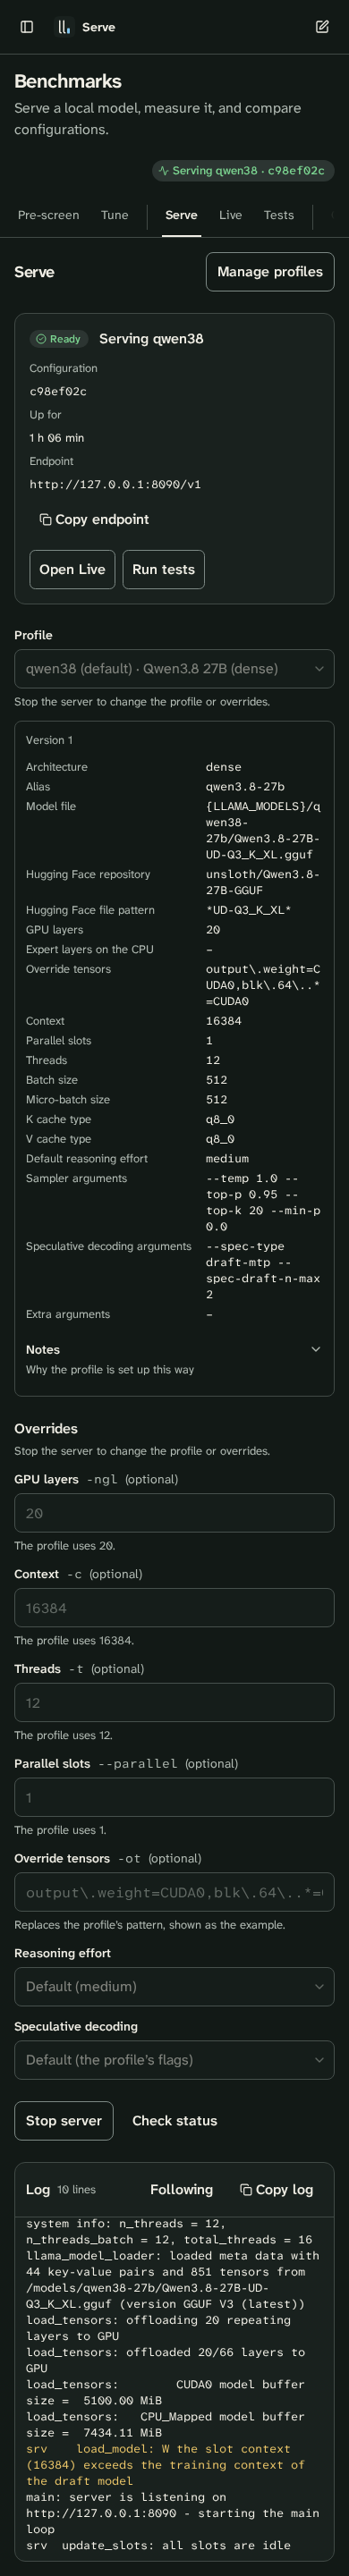 Serve
Benchmarks
Serve a local model, measure it, and compare
configurations.
Serving qwen38 · c98ef02c
Pre-screen Tune Serve Live Tests
Serve Manage profiles
Ready Serving qwen38
Configuration
c98ef02c
Up for
1 h 06 min
Endpoint
http://127.0.0.1:8090/v1
Copy endpoint
Open Live Run tests
Profile
qwen38 (default) · Qwen3.8 27B (dense)
Stop the server to change the profile or overrides.
Version 1
Architecture dense
Alias qwen3.8-27b
Model file {LLAMA_MODELS}/q
wen38-
27b/Qwen3.8-27B-
UD-Q3_K_XL.gguf
Hugging Face repository unsloth/Qwen3.8-
27B-GGUF
Hugging Face file pattern *UD-Q3_K_XL*
GPU layers 20
Expert layers on the CPU –
Override tensors output\.weight=C
UDA0,blk\.64\..*
=CUDA0
Context 16384
Parallel slots 1
Threads 12
Batch size 512
Micro-batch size 512
K cache type q8_0
V cache type q8_0
Default reasoning effort medium
Sampler arguments --temp 1.0 --
top-p 0.95 --
top-k 20 --min-p
0.0
Speculative decoding arguments --spec-type
draft-mtp --
spec-draft-n-max
2
Extra arguments –
Notes
Why the profile is set up this way
Overrides
Stop the server to change the profile or overrides.
GPU layers -ngl (optional)
20
The profile uses 20.
Context -c (optional)
16384
The profile uses 16384.
Threads -t (optional)
12
The profile uses 12.
Parallel slots --parallel (optional)
1
The profile uses 1.
Override tensors -ot (optional)
output\.weight=CUDA0,blk\.64\..*=
Replaces the profile's pattern, shown as the example.
Reasoning effort
Default (medium)
Speculative decoding
Default (the profile's flags)
Stop server Check status
Log 10 lines Following Copy log
system info: n_threads = 12,
n_threads_batch = 12, total_threads = 16
llama_model_loader: loaded meta data with
44 key-value pairs and 851 tensors from
/models/qwen38-27b/Qwen3.8-27B-UD-
Q3_K_XL.gguf (version GGUF V3 (latest))
load_tensors: offloading 20 repeating
layers to GPU
load_tensors: offloaded 20/66 layers to
GPU
load_tensors: CUDA0 model buffer
size = 5100.00 MiB
load_tensors: CPU_Mapped model buffer
size = 7434.11 MiB
srv load_model: W the slot context
(16384) exceeds the training context of
the draft model
main: server is listening on
http://127.0.0.1:8090 - starting the main
loop
srv update_slots: all slots are idle